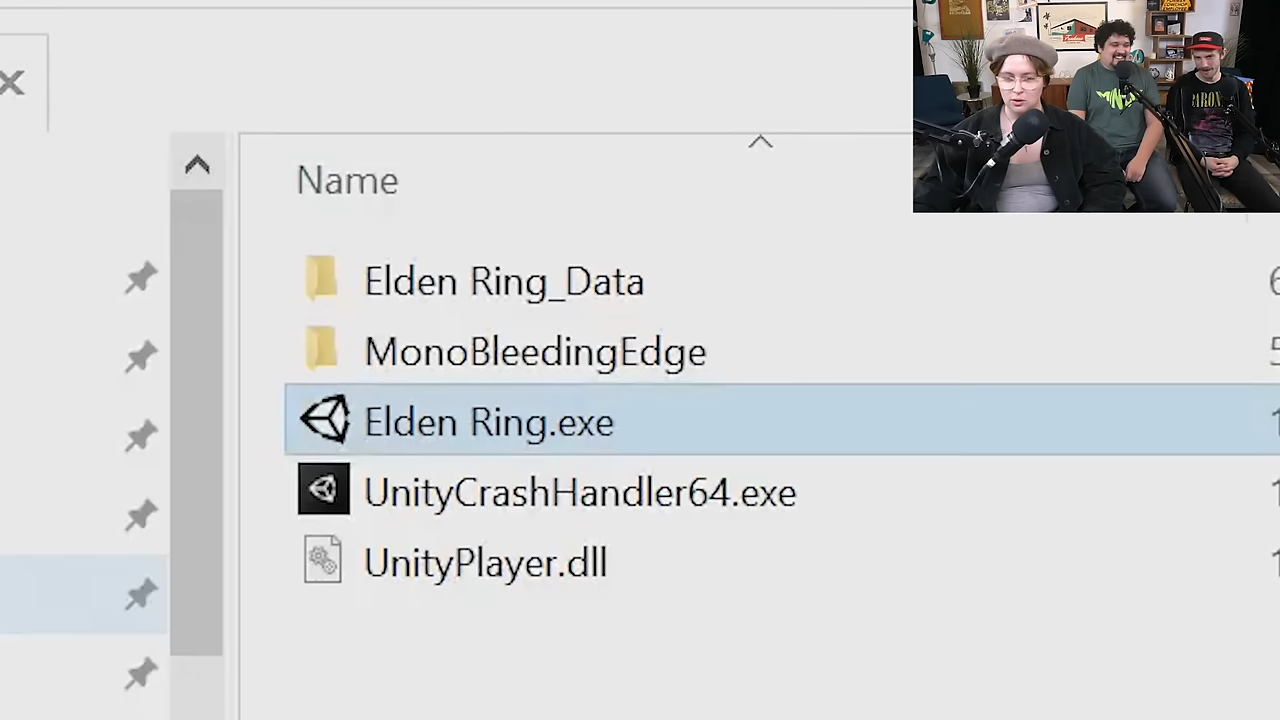 Name
Elden Ring_Data
MonoBleedingEdge
Elden Ring.exe
UnityCrashHandler64.exe
UnityPlayer.dll